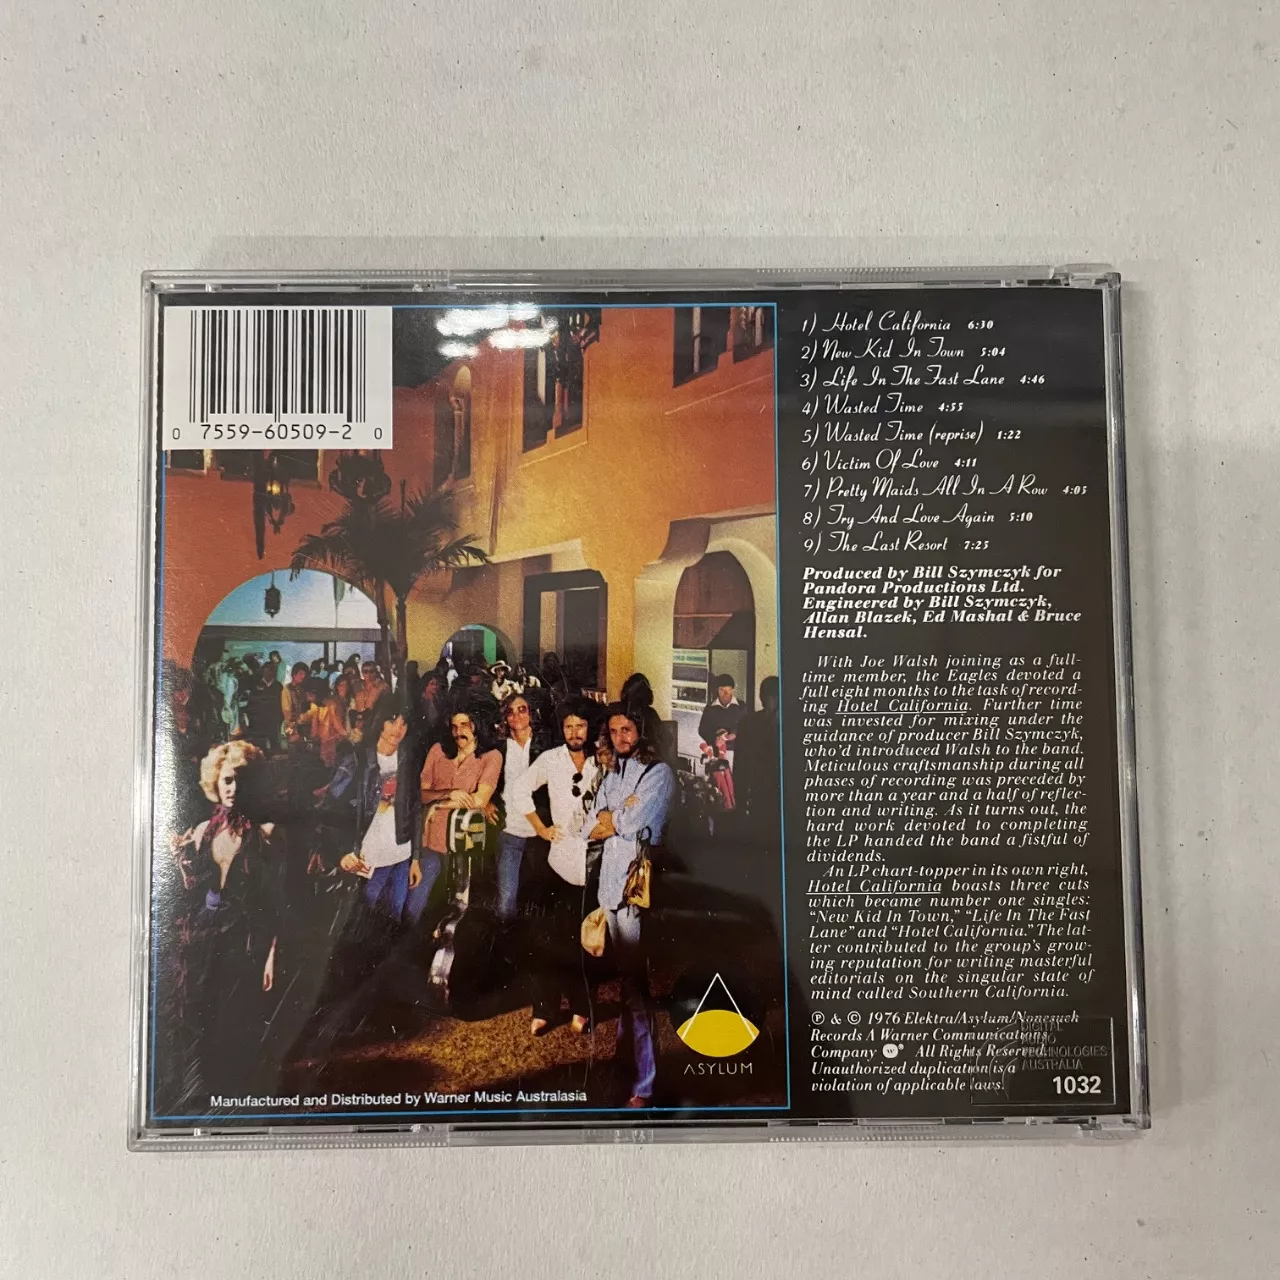 0 7559-60509-2 0
1) Hotel California 6:30
2) New Kid In Town 5:04
3) Life In The Fast Lane 4:46
4) Wasted Time 4:55
5) Wasted Time (reprise) 1:22
6) Victim Of Love 4:11
7) Pretty Maids All In A Row 4:05
8) Try And Love Again 5:10
9) The Last Resort 7:25
Produced by Bill Szymczyk for
Pandora Productions Ltd.
Engineered by Bill Szymczyk,
Allan Blazek, Ed Mashal & Bruce
Hensal.
With Joe Walsh joining as a full-
time member, the Eagles devoted a
full eight months to the task of record-
ing Hotel California. Further time
was invested for mixing under the
guidance of producer Bill Szymczyk,
who'd introduced Walsh to the band.
Meticulous craftsmanship during all
phases of recording was preceded by
more than a year and a half of reflec-
tion and writing. As it turns out, the
hard work devoted to completing
the LP handed the band a fistful of
dividends.
An LP chart-topper in its own right,
Hotel California boasts three cuts
which became number one singles:
"New Kid In Town," "Life In The Fast
Lane" and "Hotel California." The lat-
ter contributed to the group's grow-
ing reputation for writing masterful
editorials on the singular state of
mind called Southern California.
℗ & © 1976 Elektra/Asylum/Nonesuch
Records A Warner Communications
Company W® All Rights Reserved.
Unauthorized duplication is a
violation of applicable laws.
DIGITAL
AUDIO
TECHNOLOGIES
AUSTRALIA
1032
ASYLUM
Manufactured and Distributed by Warner Music Australasia